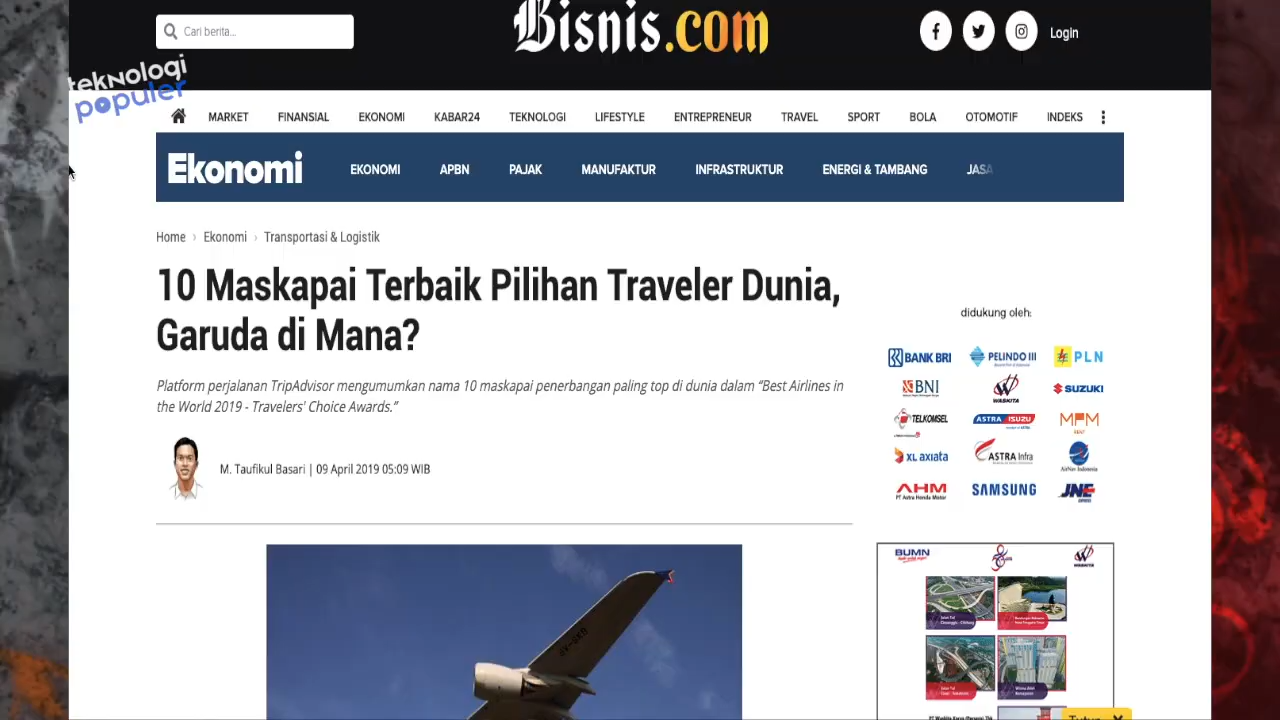 Cari berita...
Bisnis.com
Login
teknologi
populer
MARKET FINANSIAL EKONOMI KABAR24 TEKNOLOGI LIFESTYLE ENTREPRENEUR TRAVEL SPORT BOLA OTOMOTIF INDEKS
Ekonomi
EKONOMI APBN PAJAK MANUFAKTUR INFRASTRUKTUR ENERGI & TAMBANG JASA
Home › Ekonomi › Transportasi & Logistik
10 Maskapai Terbaik Pilihan Traveler Dunia,
Garuda di Mana?
Platform perjalanan TripAdvisor mengumumkan nama 10 maskapai penerbangan paling top di dunia dalam “Best Airlines in
the World 2019 - Travelers' Choice Awards.”
M. Taufikul Basari | 09 April 2019 05:09 WIB
didukung oleh:
BANK BRI PELINDO III PLN
BNI WASKITA SUZUKI
TELKOMSEL ASTRA ISUZU MPM
RENT
XL axiata ASTRA Infra AirNav Indonesia
AHM SAMSUNG JNE
PT Astra Honda Motor
BUMN